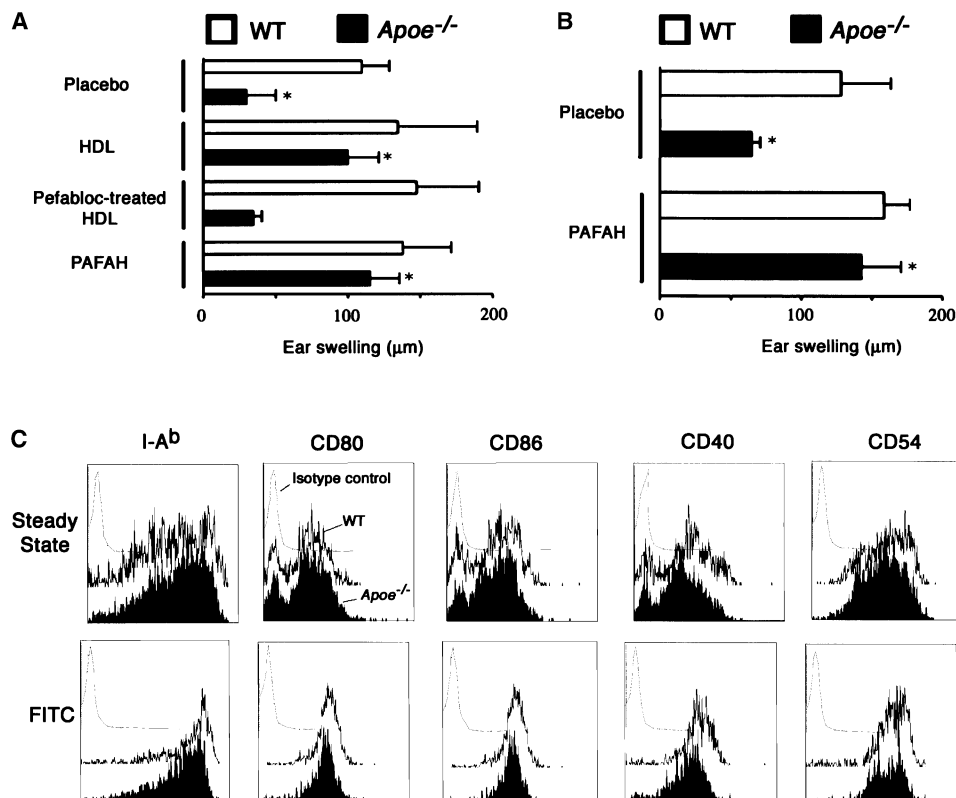 A
WT Apoe-/-
Placebo
*
HDL
*
Pefabloc-treated
HDL
PAFAH
*
0 100 200
Ear swelling (μm)
B
WT Apoe-/-
Placebo
*
PAFAH
*
0 100 200
Ear swelling (μm)
C
I-Ab CD80 CD86 CD40 CD54
Steady
State
Isotype control
WT
Apoe-/-
FITC